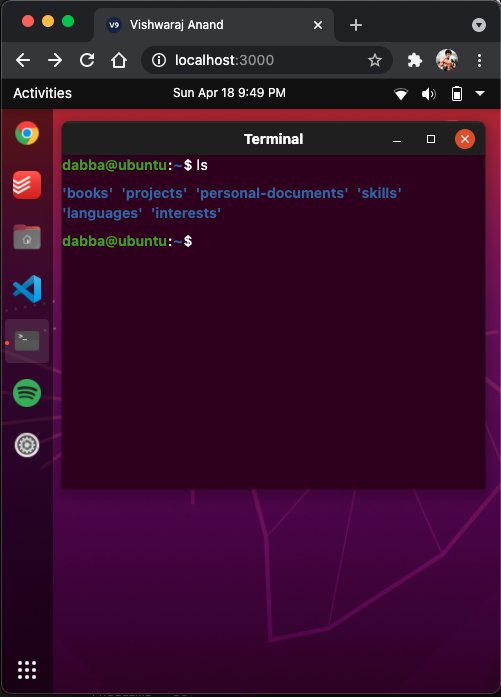 V9 Vishwaraj Anand
localhost:3000
Activities Sun Apr 18 9:49 PM
Terminal
dabba@ubuntu:~$ ls
'books' 'projects' 'personal-documents' 'skills'
'languages' 'interests'
dabba@ubuntu:~$
>_